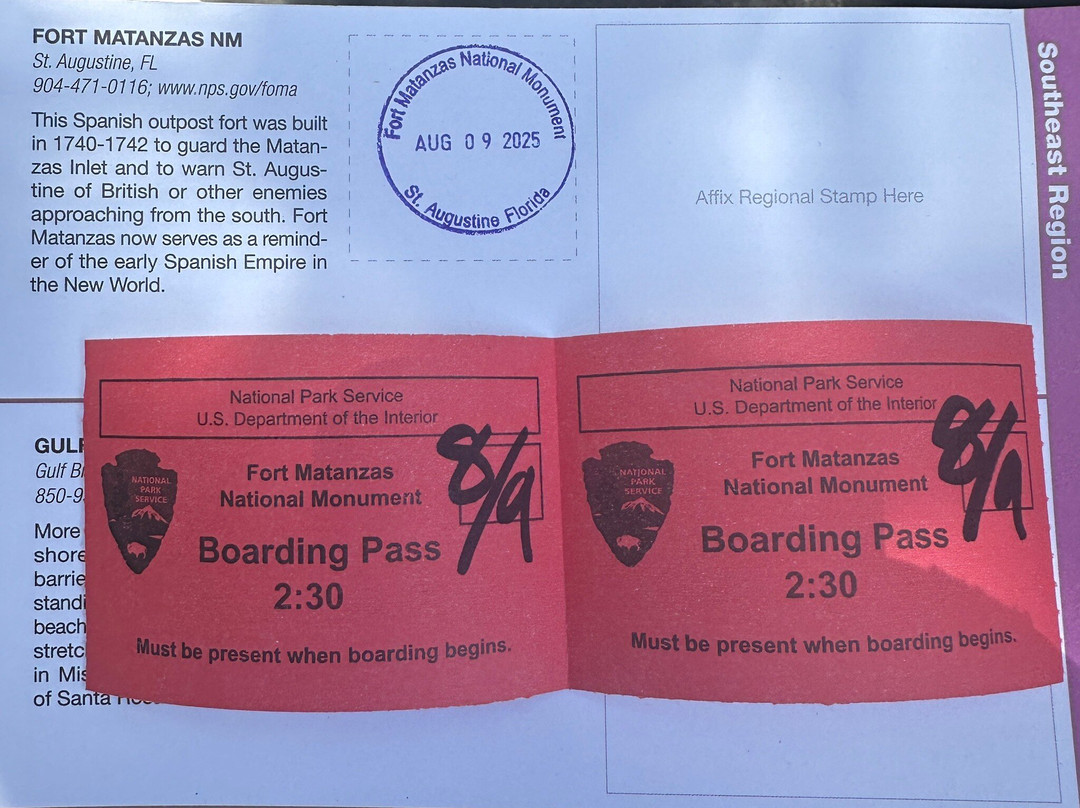 FORT MATANZAS NM
St. Augustine, FL
904-471-0116; www.nps.gov/foma
This Spanish outpost fort was built
in 1740-1742 to guard the Matan-
zas Inlet and to warn St. Augus-
tine of British or other enemies
approaching from the south. Fort
Matanzas now serves as a remind-
er of the early Spanish Empire in
the New World.
Fort Matanzas National Monument
AUG 09 2025
St. Augustine Florida
Affix Regional Stamp Here
Southeast Region
National Park Service
U.S. Department of the Interior
NATIONAL
PARK
SERVICE
Fort Matanzas
National Monument
8/9
Boarding Pass
2:30
Must be present when boarding begins.
National Park Service
U.S. Department of the Interior
NATIONAL
PARK
SERVICE
Fort Matanzas
National Monument
8/9
Boarding Pass
2:30
Must be present when boarding begins.
Gulf
850-9
More
shore
in
of Santa